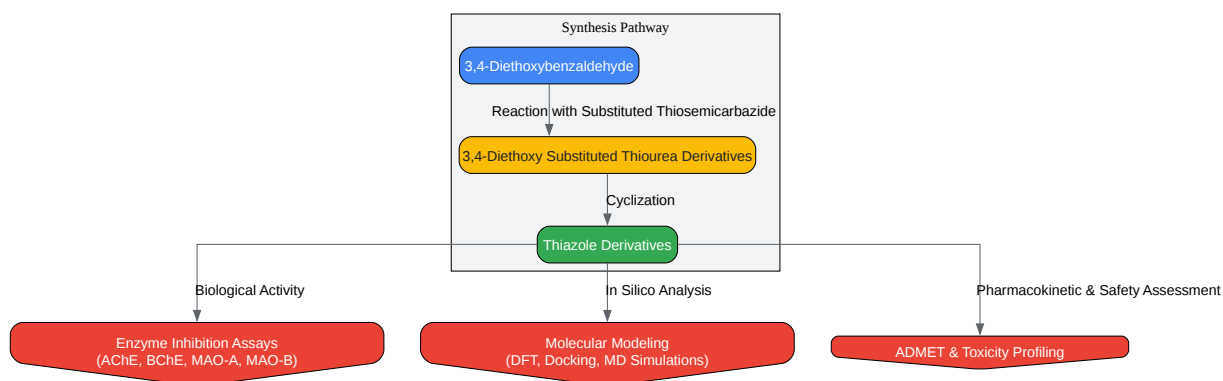 Synthesis Pathway
3,4-Diethoxybenzaldehyde
Reaction with Substituted Thiosemicarbazide
3,4-Diethoxy Substituted Thiourea Derivatives
Cyclization
Thiazole Derivatives
Biological Activity
In Silico Analysis
Pharmacokinetic & Safety Assessment
Enzyme Inhibition Assays
(AChE, BChE, MAO-A, MAO-B)
Molecular Modeling
(DFT, Docking, MD Simulations)
ADMET & Toxicity Profiling